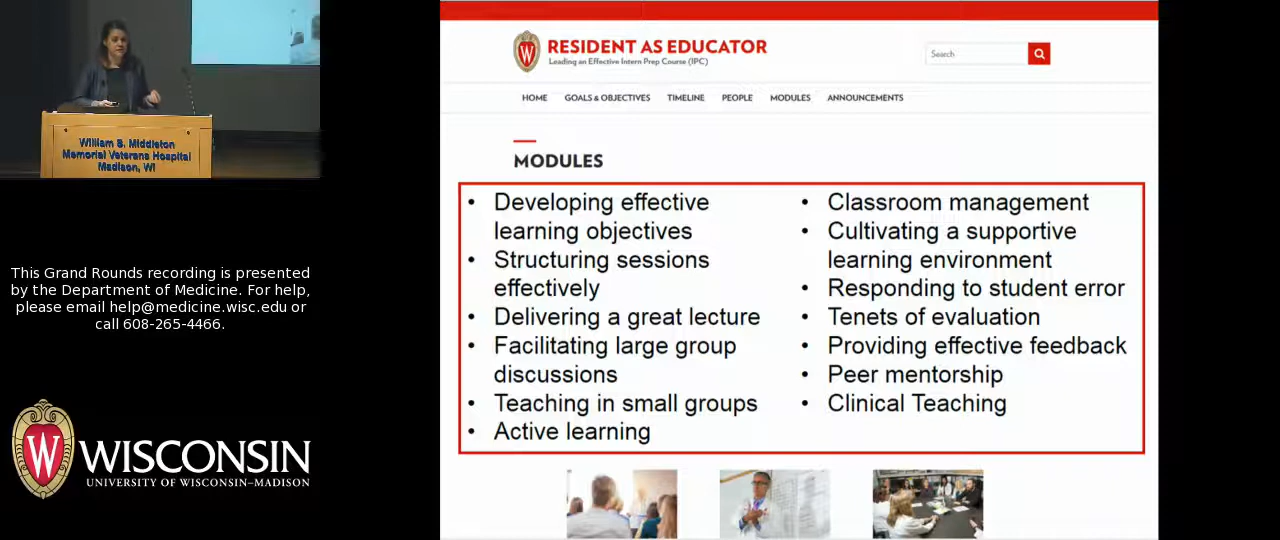 William S. Middleton
Memorial Veterans Hospital
Madison, WI
This Grand Rounds recording is presented
by the Department of Medicine. For help,
please email help@medicine.wisc.edu or
call 608-265-4466.
W
WISCONSIN
UNIVERSITY OF WISCONSIN–MADISON
W
RESIDENT AS EDUCATOR
Leading an Effective Intern Prep Course (IPC)
Search
HOME GOALS & OBJECTIVES TIMELINE PEOPLE MODULES ANNOUNCEMENTS
MODULES
• Developing effective
learning objectives
• Structuring sessions
effectively
• Delivering a great lecture
• Facilitating large group
discussions
• Teaching in small groups
• Active learning
• Classroom management
• Cultivating a supportive
learning environment
• Responding to student error
• Tenets of evaluation
• Providing effective feedback
• Peer mentorship
• Clinical Teaching